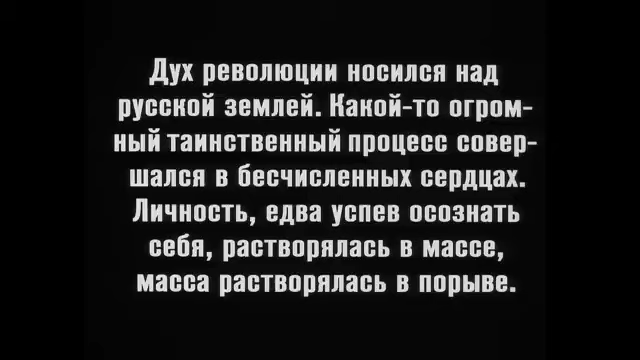 Дух революции носился над
русской землей. Какой-то огром-
ный таинственный процесс совер-
шался в бесчисленных сердцах.
Личность, едва успев осознать
себя, растворялась в массе,
масса растворялась в порыве.